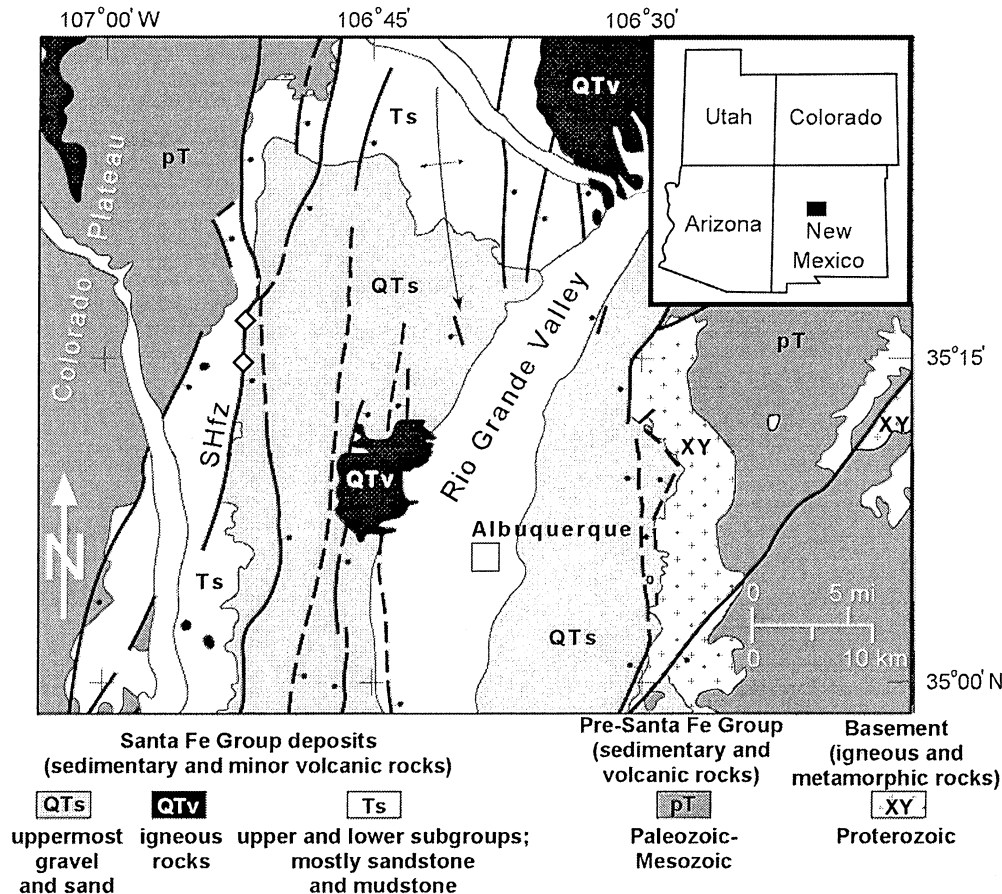 107°00' W
106°45'
106°30'
QTv
Utah
Colorado
Arizona
New
Mexico
Ts
pT
Colorado Plateau
QTs
Rio Grande Valley
pT
35°15'
SHfz
XY
XY
QTv
Albuquerque
N
Ts
QTs
0
5 mi
0
10 km
35°00' N
Santa Fe Group deposits
(sedimentary and minor volcanic rocks)
Pre-Santa Fe Group
(sedimentary and
volcanic rocks)
Basement
(igneous and
metamorphic rocks)
QTs
uppermost
gravel
and sand
QTv
igneous
rocks
Ts
upper and lower subgroups;
mostly sandstone
and mudstone
pT
Paleozoic-
Mesozoic
XY
Proterozoic